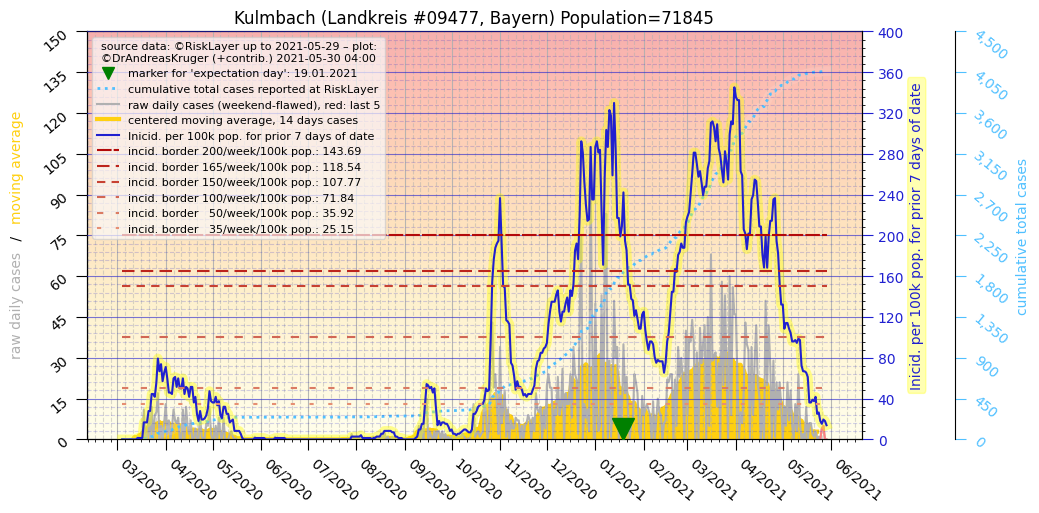 Kulmbach (Landkreis #09477, Bayern) Population=71845
source data: ©RiskLayer up to 2021-05-29 – plot:
©DrAndreasKruger (+contrib.) 2021-05-30 04:00
marker for 'expectation day': 19.01.2021
cumulative total cases reported at RiskLayer
raw daily cases (weekend-flawed), red: last 5
centered moving average, 14 days cases
Inicid. per 100k pop. for prior 7 days of date
incid. border 200/week/100k pop.: 143.69
incid. border 165/week/100k pop.: 118.54
incid. border 150/week/100k pop.: 107.77
incid. border 100/week/100k pop.: 71.84
incid. border   50/week/100k pop.: 35.92
incid. border   35/week/100k pop.: 25.15
raw daily cases / moving average
150
135
120
105
90
75
60
45
30
15
0
03/2020
04/2020
05/2020
06/2020
07/2020
08/2020
09/2020
10/2020
11/2020
12/2020
01/2021
02/2021
03/2021
04/2021
05/2021
06/2021
400
360
320
280
240
200
160
120
80
40
0
Inicid. per 100k pop. for prior 7 days of date
4,500
4,050
3,600
3,150
2,700
2,250
1,800
1,350
900
450
0
cumulative total cases